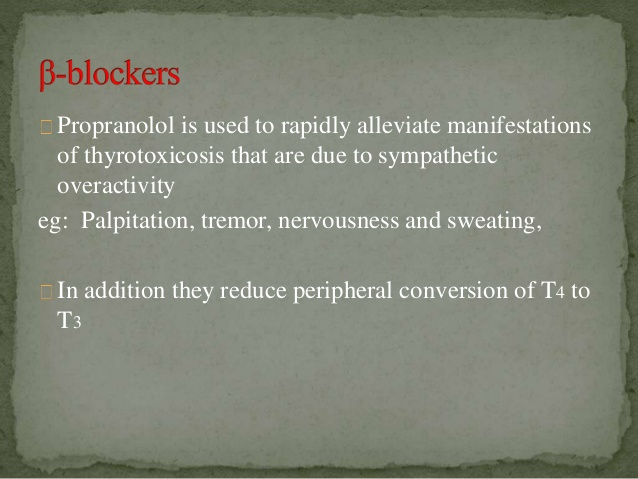 β-blockers
Propranolol is used to rapidly alleviate manifestations
of thyrotoxicosis that are due to sympathetic
overactivity
eg:  Palpitation, tremor, nervousness and sweating,
In addition they reduce peripheral conversion of T4 to
T3